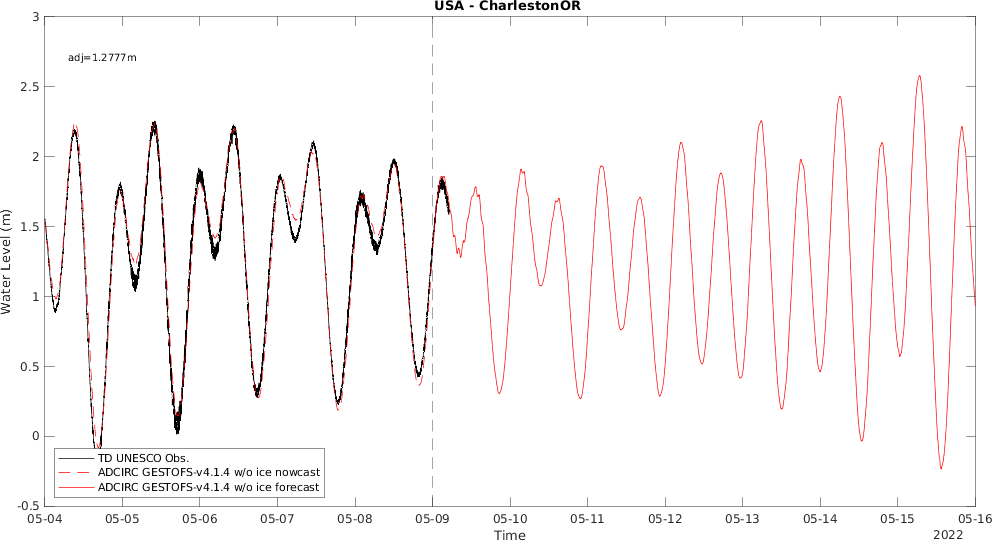 USA - CharlestonOR
adj=1.2777m
3
2.5
2
1.5
1
0.5
0
-0.5
Water Level (m)
TD UNESCO Obs.
ADCIRC GESTOFS-v4.1.4 w/o ice nowcast
ADCIRC GESTOFS-v4.1.4 w/o ice forecast
05-04 05-05 05-06 05-07 05-08 05-09 05-10 05-11 05-12 05-13 05-14 05-15 05-16
Time
2022